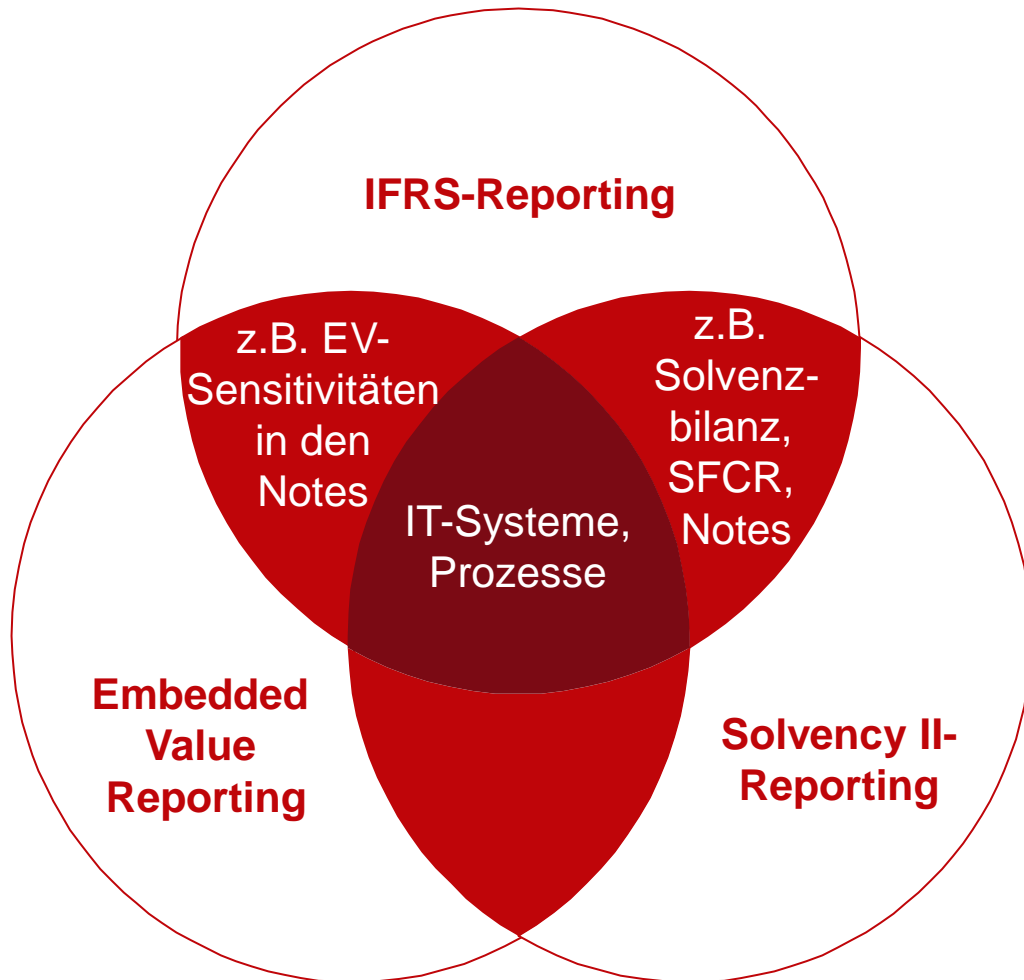 IFRS-Reporting
z.B. EV-
Sensitivitäten
in den
Notes
z.B.
Solvenz-
bilanz,
SFCR,
Notes
IT-Systeme,
Prozesse
Embedded
Value
Reporting
Solvency II-
Reporting